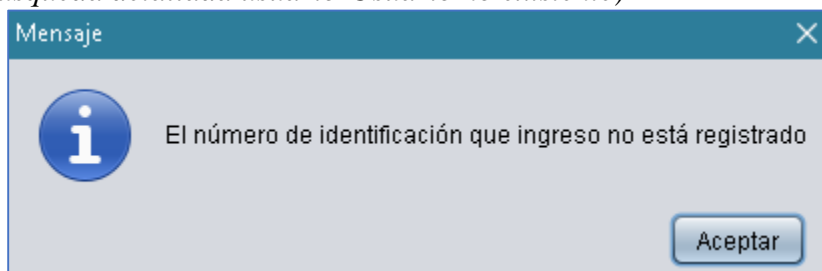 Mensaje
El número de identificación que ingreso no está registrado
Aceptar